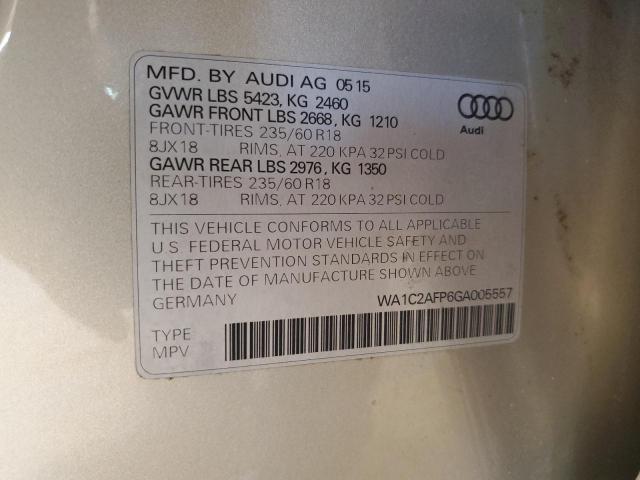 MFD. BY AUDI AG 05 15
GVWR LBS 5423, KG 2460
GAWR FRONT LBS 2668, KG 1210
FRONT-TIRES 235/60 R18
8JX18 RIMS, AT 220 KPA 32 PSI COLD
GAWR REAR LBS 2976, KG 1350
REAR-TIRES 235/60 R18
8JX18 RIMS, AT 220 KPA 32 PSI COLD
Audi
THIS VEHICLE CONFORMS TO ALL APPLICABLE
U.S. FEDERAL MOTOR VEHICLE SAFETY AND
THEFT PREVENTION STANDARDS IN EFFECT ON
THE DATE OF MANUFACTURE SHOWN ABOVE
GERMANY WA1C2AFP6GA005557
TYPE
MPV